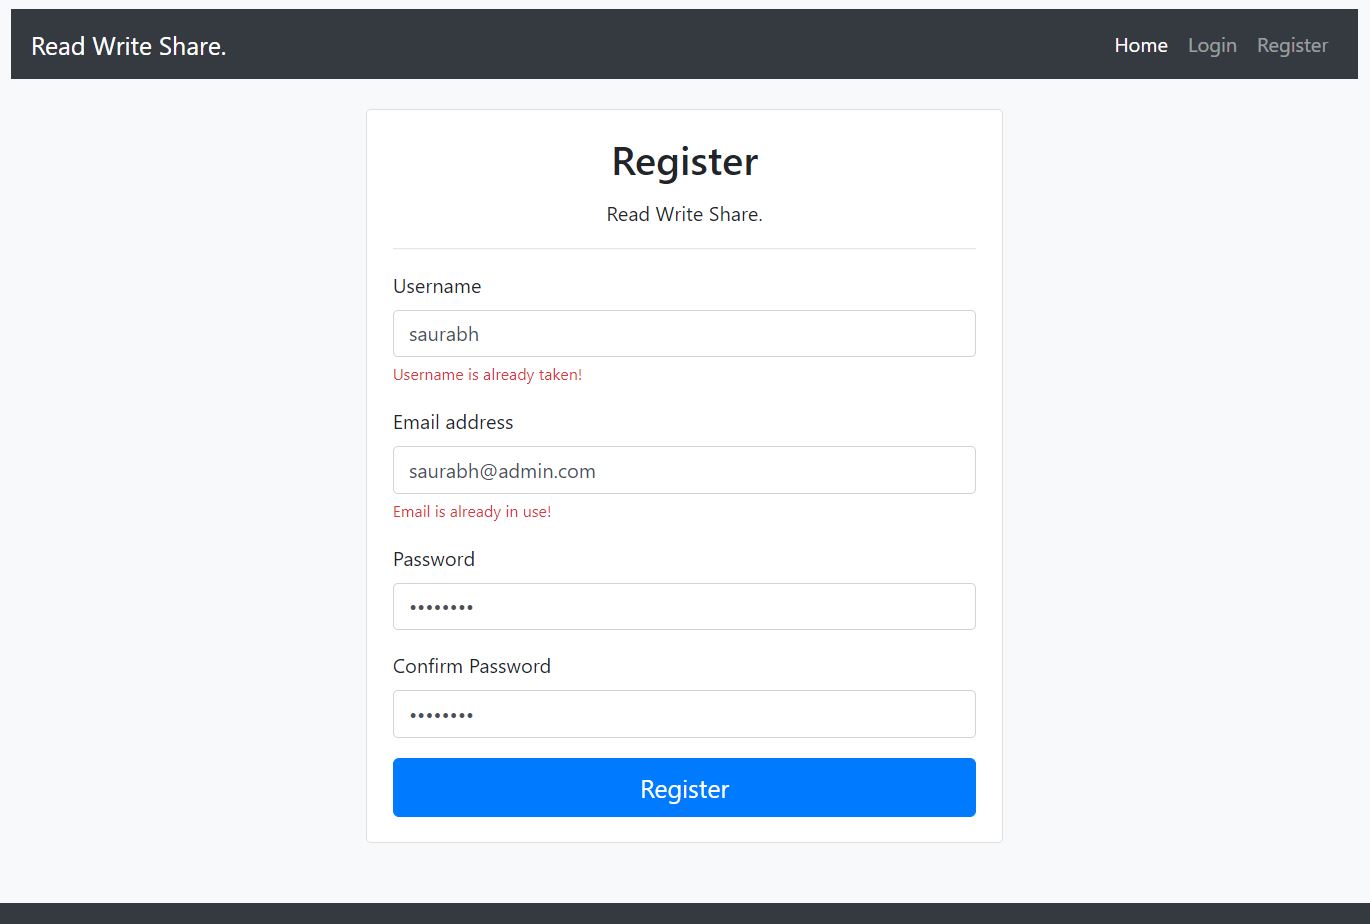 Read Write Share.
Home Login Register
Register
Read Write Share.
Username
saurabh
Username is already taken!
Email address
saurabh@admin.com
Email is already in use!
Password
••••••••
Confirm Password
••••••••
Register